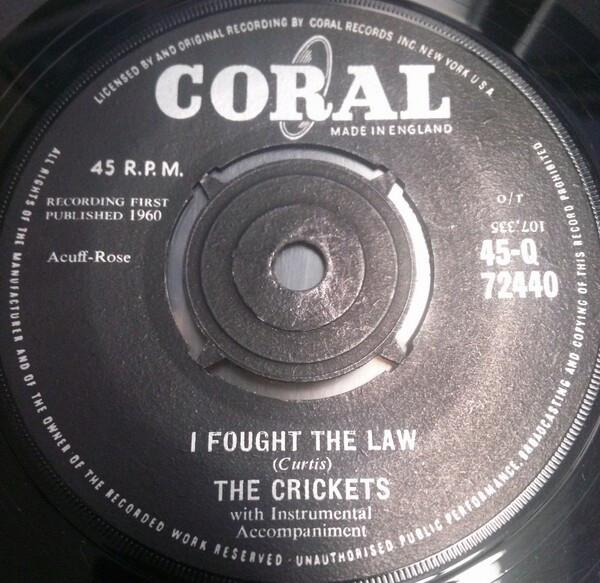 LICENSED BY AND ORIGINAL RECORDING BY CORAL RECORDS INC. NEW YORK U.S.A.
CORAL
MADE IN ENGLAND
45 R.P.M.
RECORDING FIRST
PUBLISHED 1960
Acuff-Rose
O/T
107,335
45-Q
72440
I FOUGHT THE LAW
(Curtis)
THE CRICKETS
with Instrumental
Accompaniment
ALL RIGHTS OF THE MANUFACTURER AND OF THE OWNER OF THE RECORDED WORK RESERVED - UNAUTHORISED PUBLIC PERFORMANCE, BROADCASTING AND COPYING OF THIS RECORD PROHIBITED